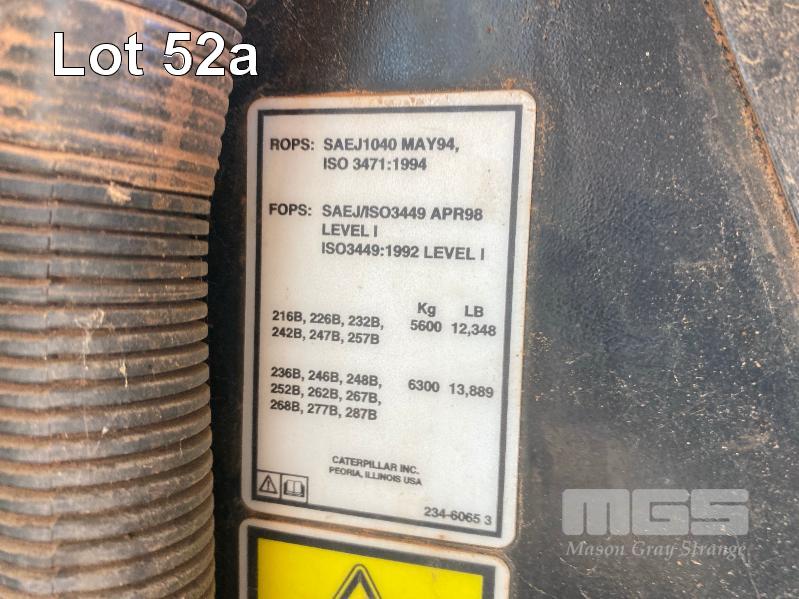 Lot 52a
ROPS: SAEJ1040 MAY94,
ISO 3471:1994
FOPS: SAEJ/ISO3449 APR98
LEVEL I
ISO3449:1992 LEVEL I
Kg LB
216B, 226B, 232B, 5600 12,348
242B, 247B, 257B
236B, 246B, 248B,
252B, 262B, 267B, 6300 13,889
268B, 277B, 287B
CATERPILLAR INC.
PEORIA, ILLINOIS USA
234-6065 3
MGS
Mason Gray Strange